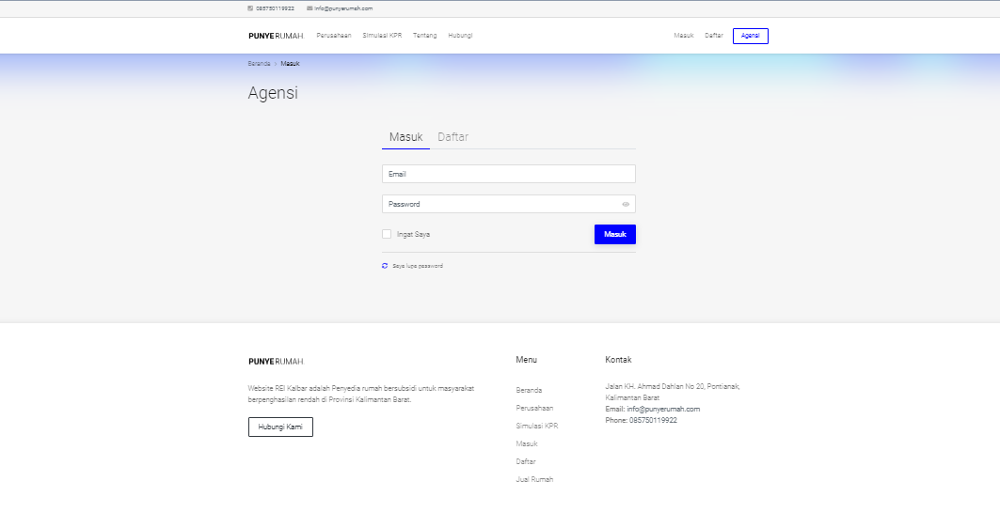 085750119922 info@punyerumah.com
PUNYERUMAH. Perusahaan Simulasi KPR Tentang Hubungi Masuk Daftar Agensi
Beranda > Masuk
Agensi
Masuk Daftar
Email
Password
Ingat Saya Masuk
Saya lupa password
PUNYERUMAH.
Website REI Kalbar adalah Penyedia rumah bersubsidi untuk masyarakat
berpenghasilan rendah di Provinsi Kalimantan Barat.
Hubungi Kami
Menu
Beranda
Perusahaan
Simulasi KPR
Masuk
Daftar
Jual Rumah
Kontak
Jalan KH. Ahmad Dahlan No 20, Pontianak,
Kalimantan Barat
Email: info@punyerumah.com
Phone: 085750119922